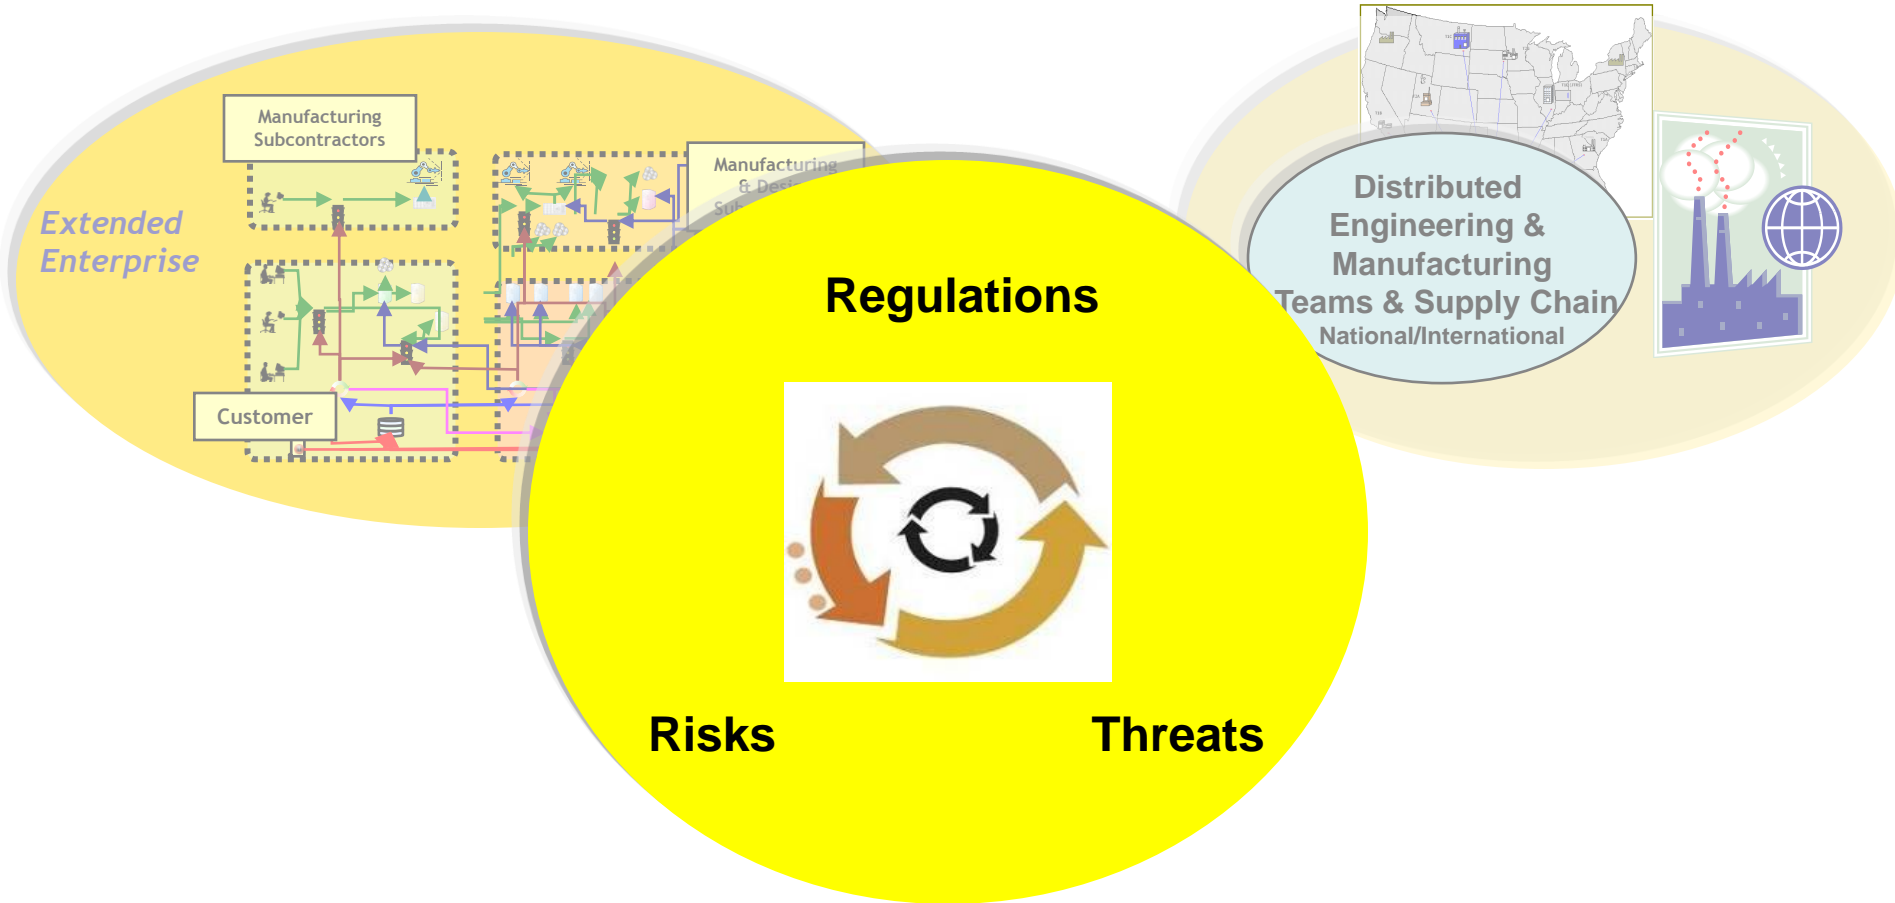 Manufacturing
Subcontractors
Manufacturing
Extended
Enterprise
Customer
Distributed
Engineering &
Manufacturing
Teams & Supply Chain
National/International
Regulations
Risks
Threats